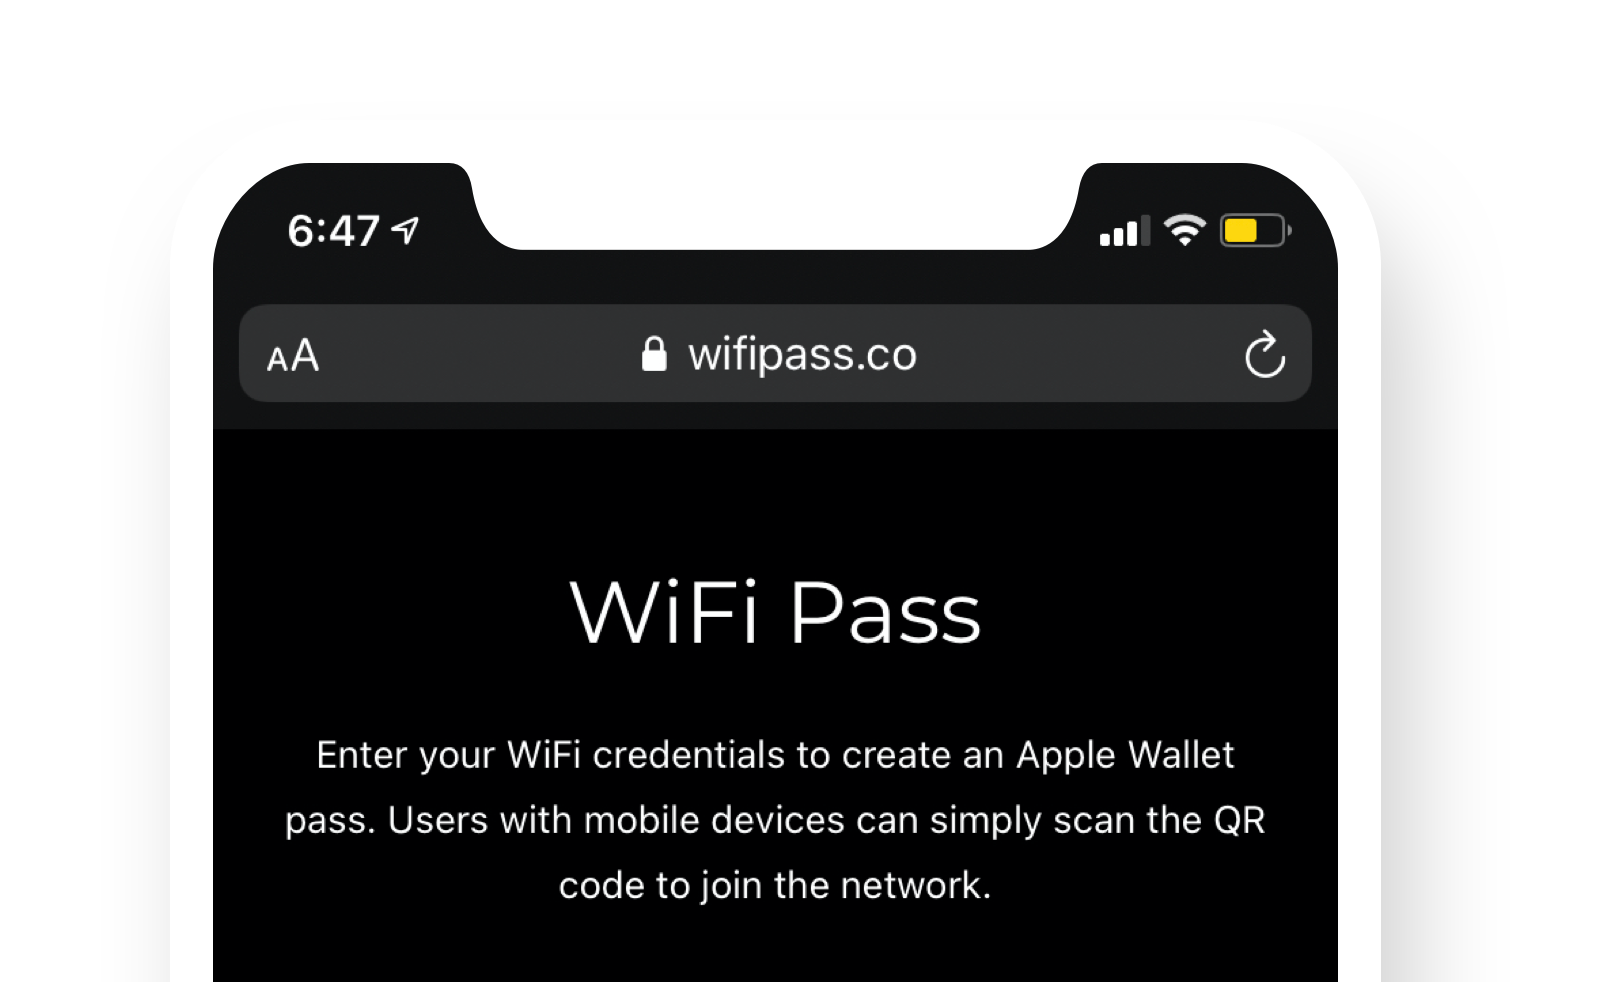 6:47
AA
wifipass.co
WiFi Pass
Enter your WiFi credentials to create an Apple Wallet
pass. Users with mobile devices can simply scan the QR
code to join the network.